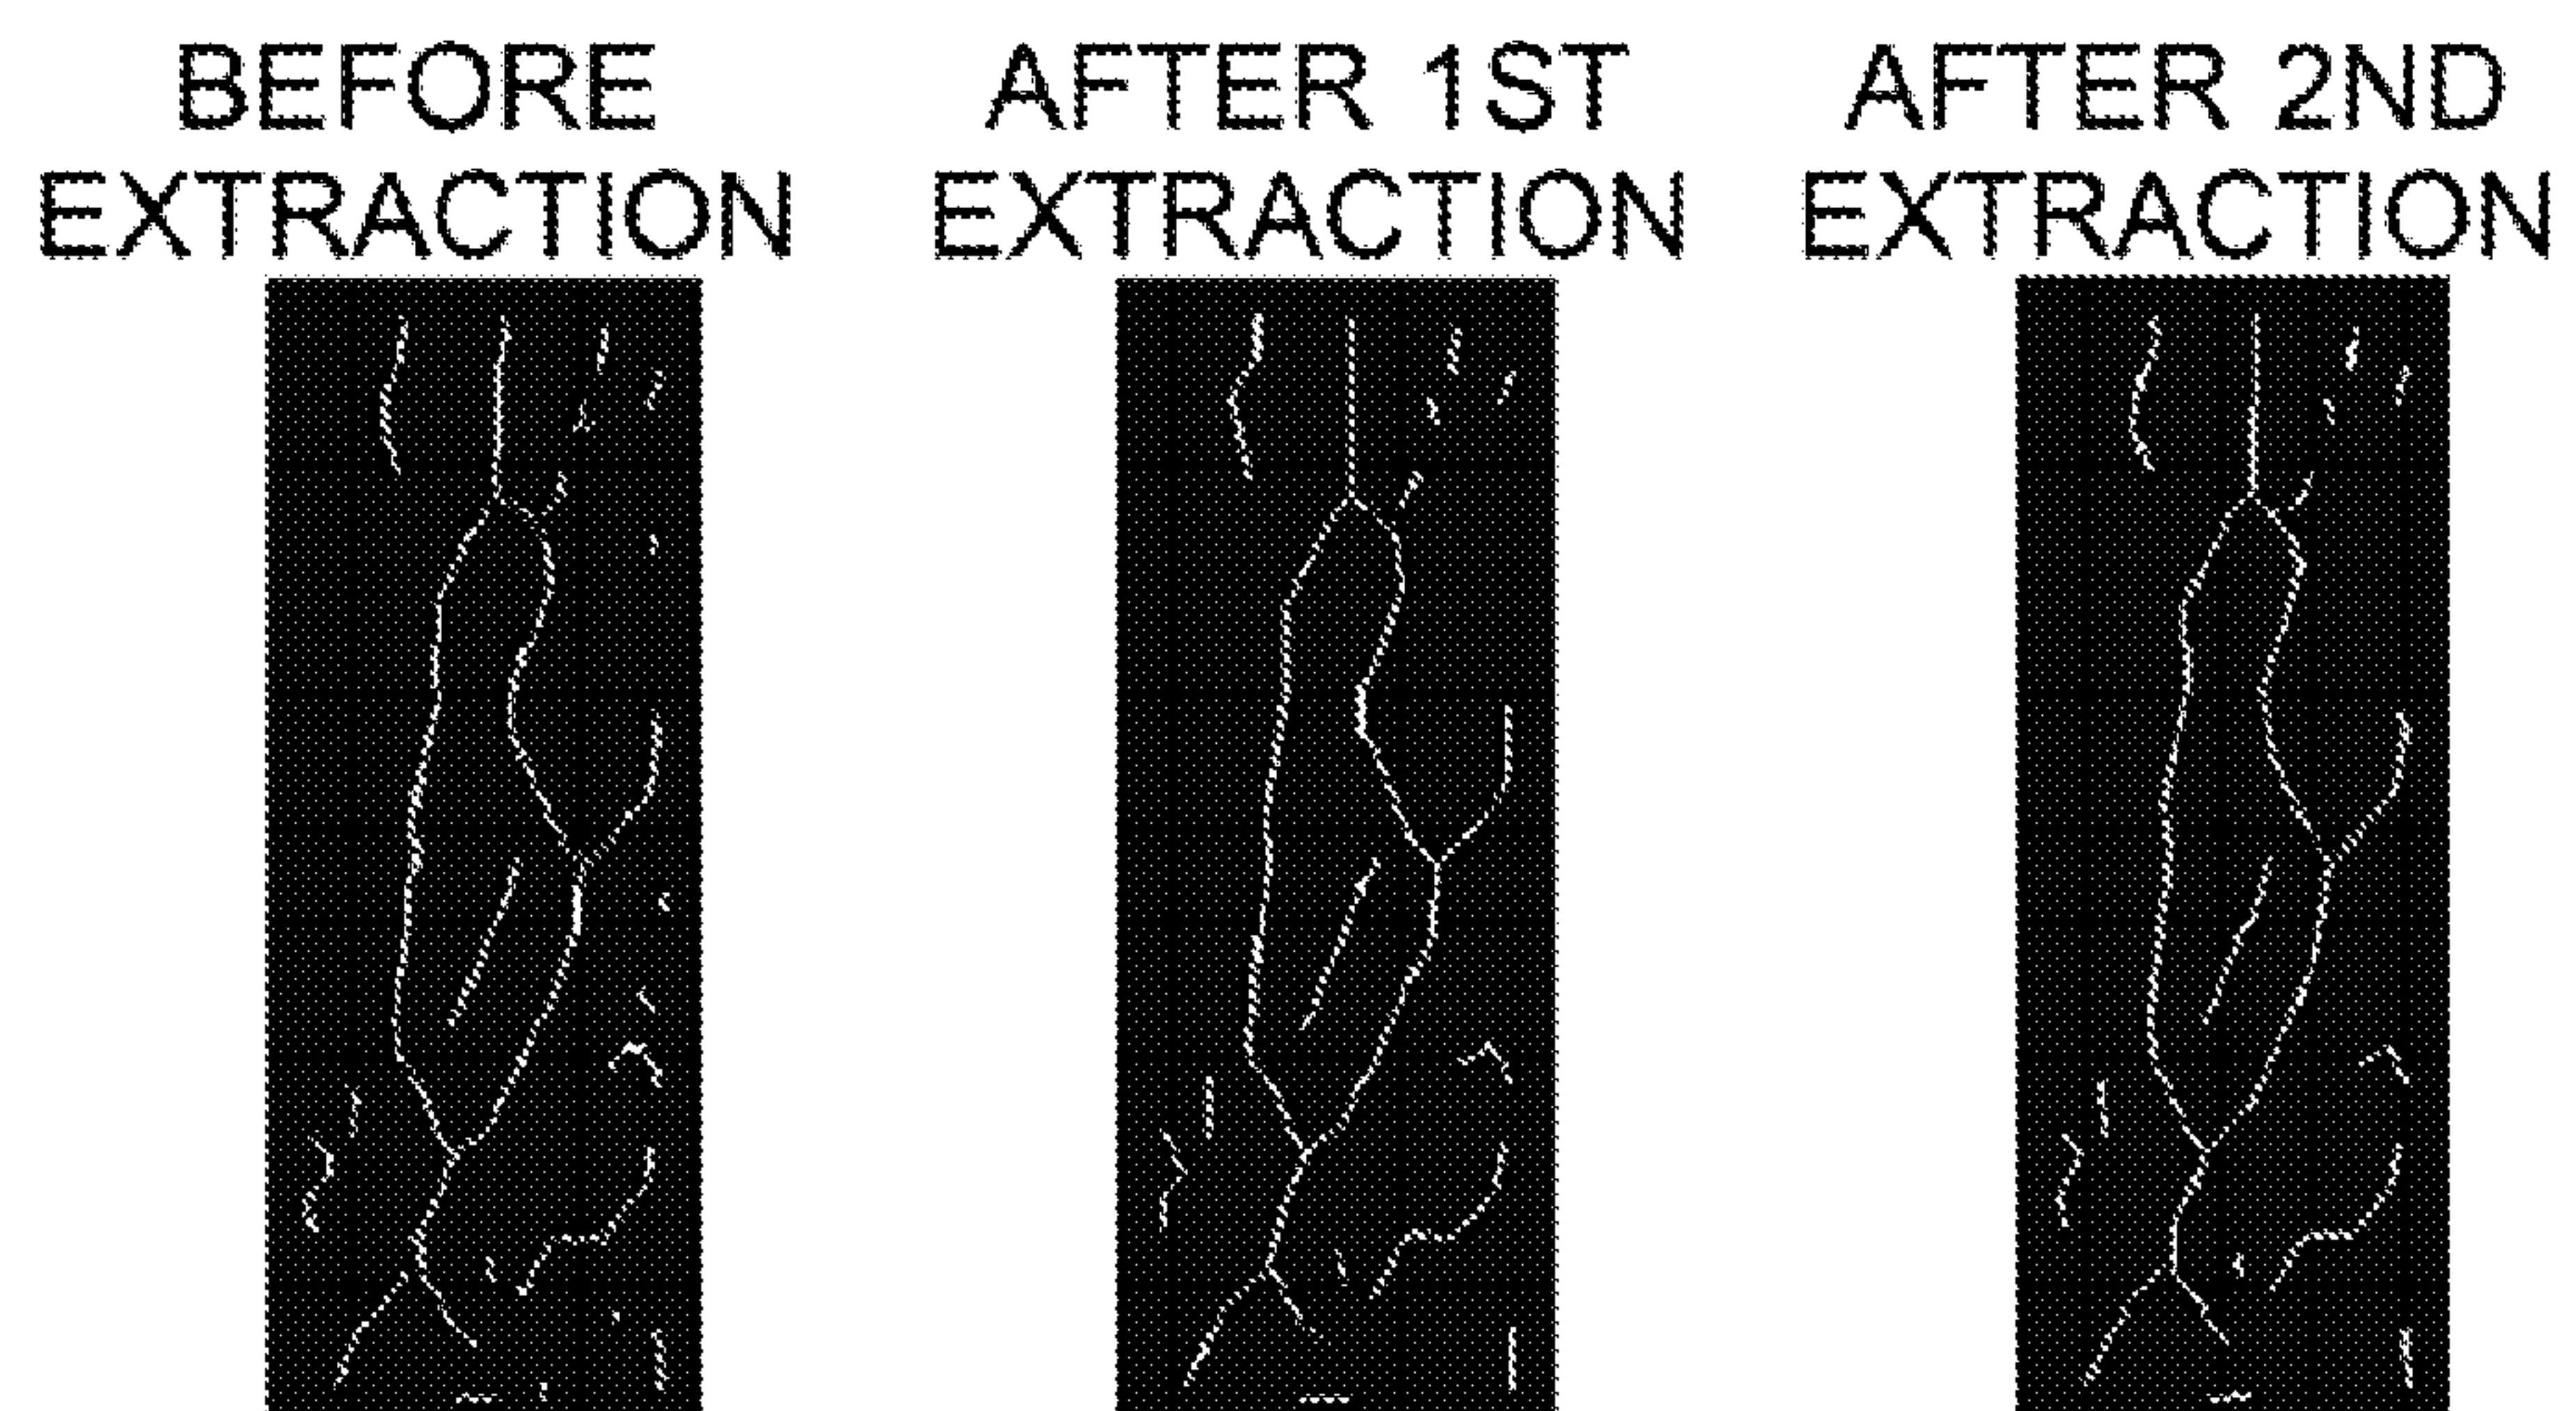 BEFORE
EXTRACTION
AFTER 1ST
EXTRACTION
AFTER 2ND
EXTRACTION